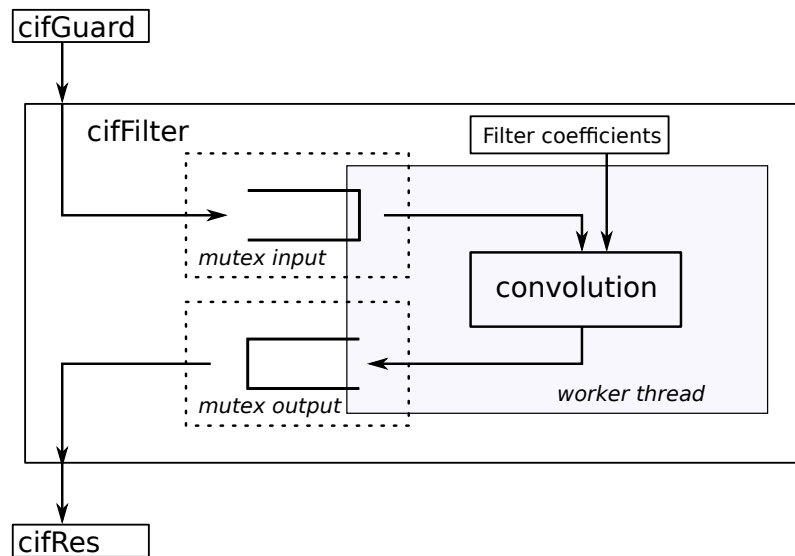 cifGuard
cifFilter
Filter coefficients
mutex input
convolution
mutex output
worker thread
cifRes